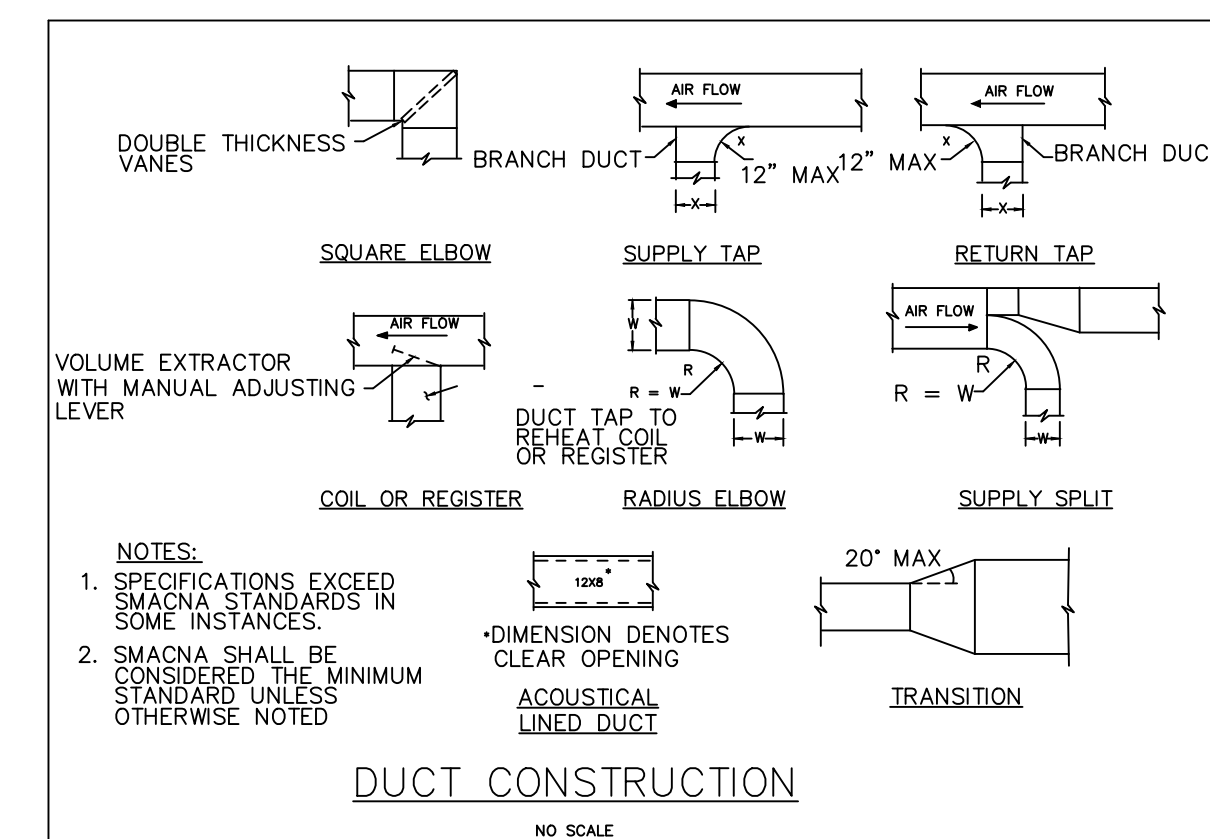 DOUBLE THICKNESS
VANES
SQUARE ELBOW
AIR FLOW
BRANCH DUCT
X
12" MAX
X
SUPPLY TAP
AIR FLOW
12" MAX
X
BRANCH DUC
X
RETURN TAP
AIR FLOW
VOLUME EXTRACTOR
WITH MANUAL ADJUSTING
LEVER
DUCT TAP TO
REHEAT COIL
OR REGISTER
COIL OR REGISTER
W
R
R = W
W
RADIUS ELBOW
AIR FLOW
R
R = W
W
SUPPLY SPLIT
NOTES:
1. SPECIFICATIONS EXCEED
SMACNA STANDARDS IN
SOME INSTANCES.
2. SMACNA SHALL BE
CONSIDERED THE MINIMUM
STANDARD UNLESS
OTHERWISE NOTED
12X8*
*DIMENSION DENOTES
CLEAR OPENING
ACOUSTICAL
LINED DUCT
20° MAX
TRANSITION
DUCT CONSTRUCTION
NO SCALE